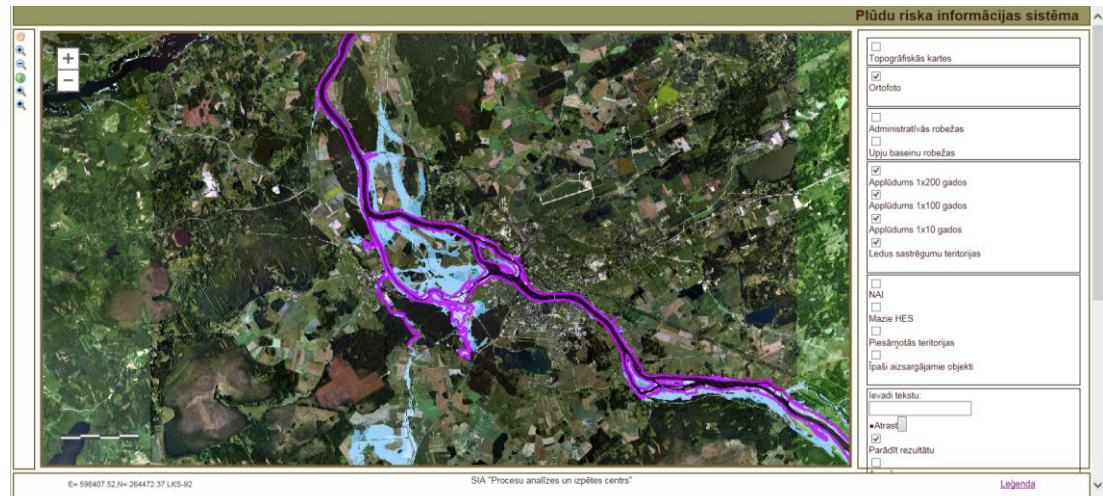 Plūdu riska informācijas sistēma
+
−
Topogrāfiskās kartes
Ortofoto
Administratīvās robežas
Upju baseinu robežas
Applūdums 1x200 gados
Applūdums 1x100 gados
Applūdums 1x10 gados
Ledus sastrēgumu teritorijas
NAI
Mazie HES
Piesārņotās teritorijas
Īpaši aizsargājamie objekti
Ievadi tekstu:
●Atrast
Parādīt rezultātu
E= 598407.52,N= 264472.37 LKS-92
SIA "Procesu analīzes un izpētes centrs"
Leģenda